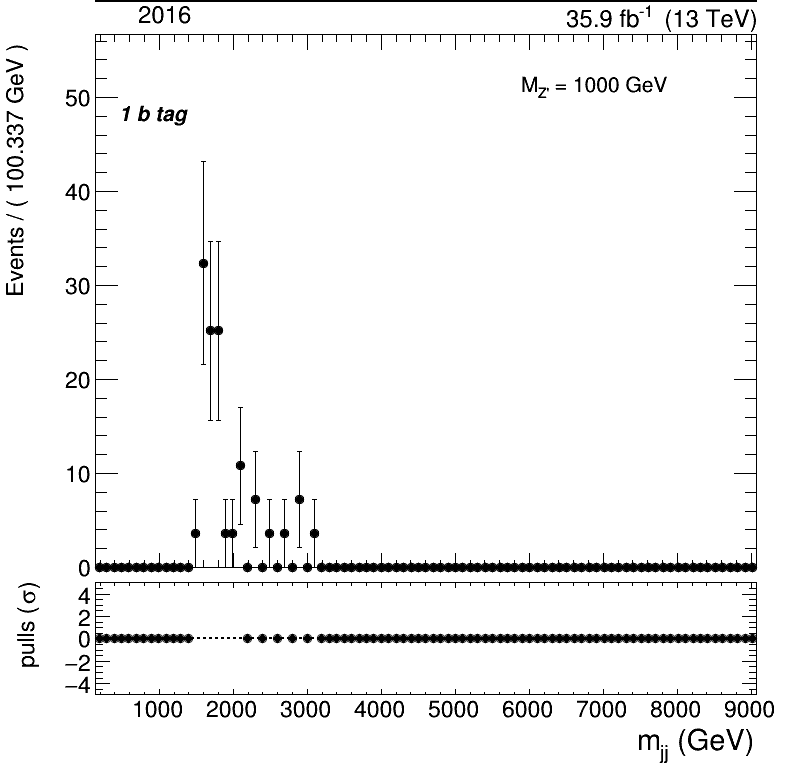 2016
35.9 fb⁻¹ (13 TeV)
M_Z' = 1000 GeV
1 b tag
Events / ( 100.337 GeV )
50
40
30
20
10
0
pulls (σ)
4
2
0
−2
−4
1000 2000 3000 4000 5000 6000 7000 8000 9000
m_jj (GeV)